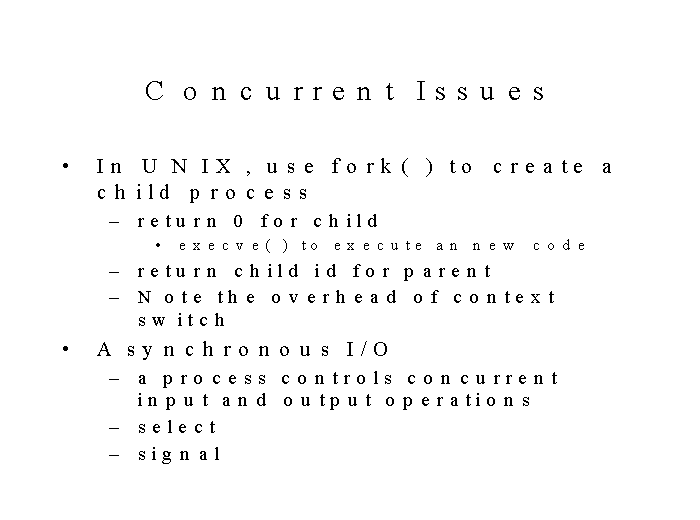 Concurrent Issues
• In UNIX, use fork( ) to create a
child process
– return 0 for child
• execve( ) to execute an new code
– return child id for parent
– Note the overhead of context
switch
• Asynchronous I/O
– a process controls concurrent
input and output operations
– select
– signal